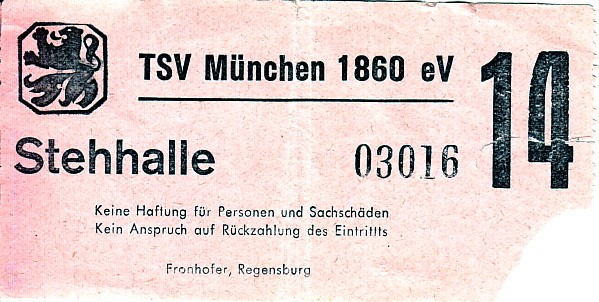 TSV München 1860 eV
14
Stehhalle
03016
Keine Haftung für Personen und Sachschäden
Kein Anspruch auf Rückzahlung des Eintrittts
Fronhofer, Regensburg